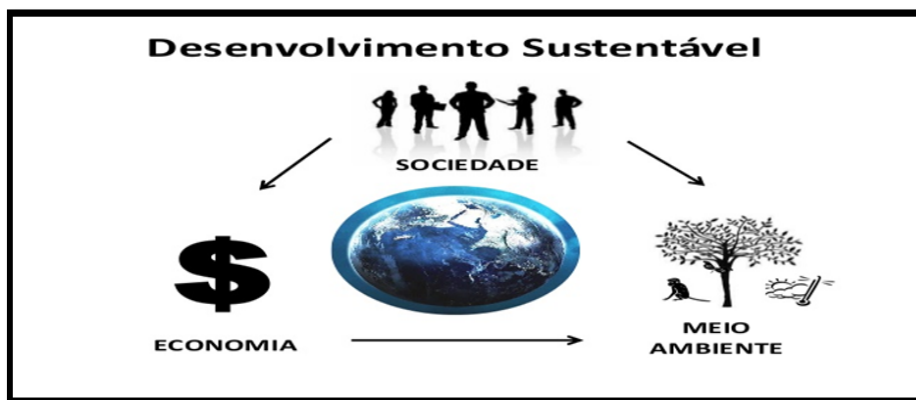 Desenvolvimento Sustentável
SOCIEDADE
$
ECONOMIA
MEIO
AMBIENTE